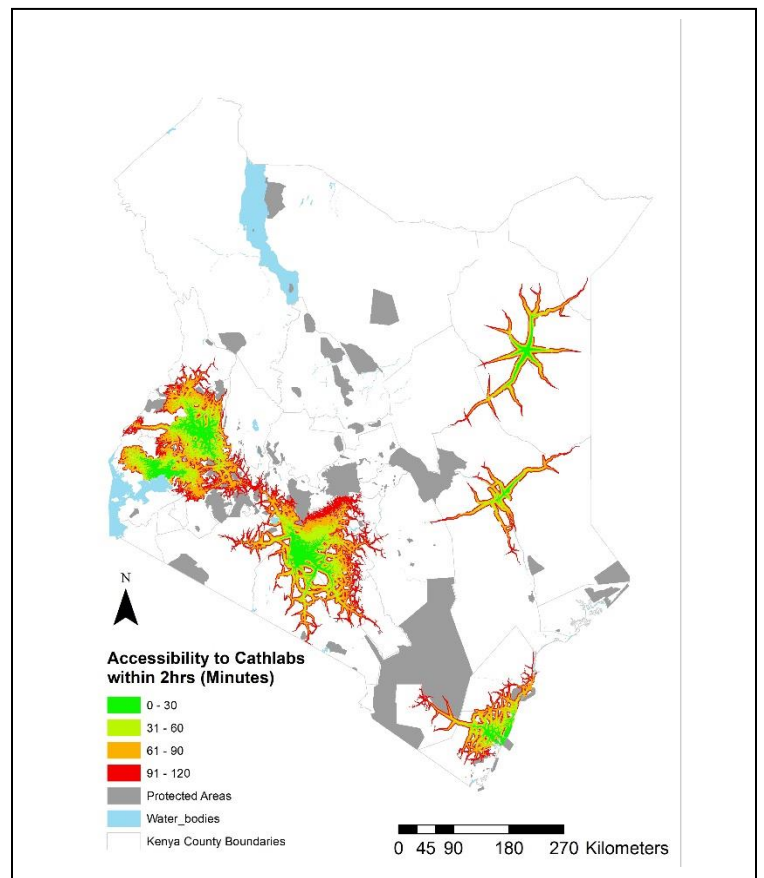 N
Accessibility to Cathlabs
within 2hrs (Minutes)
0 - 30
31 - 60
61 - 90
91 - 120
Protected Areas
Water_bodies
Kenya County Boundaries
0 45 90 180 270 Kilometers